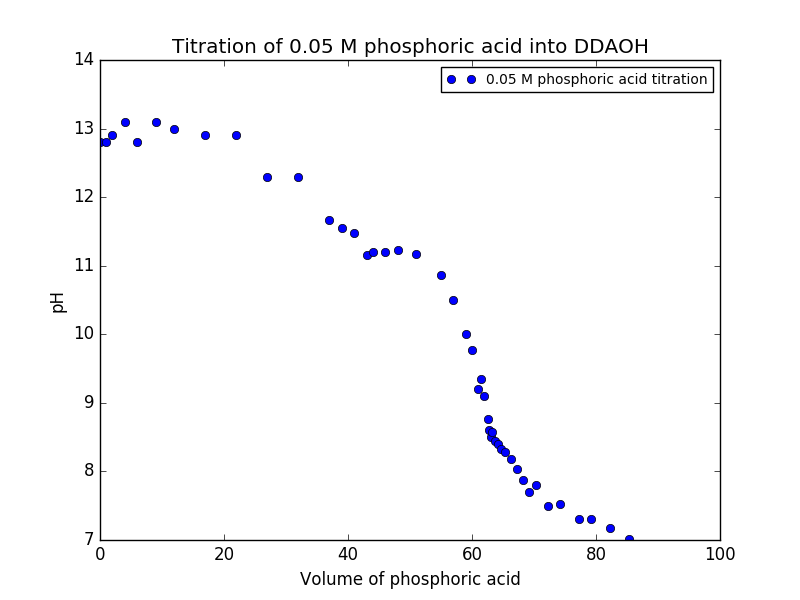 Titration of 0.05 M phosphoric acid into DDAOH
0.05 M phosphoric acid titration
14
13
12
11
10
9
8
7
pH
0 20 40 60 80 100
Volume of phosphoric acid